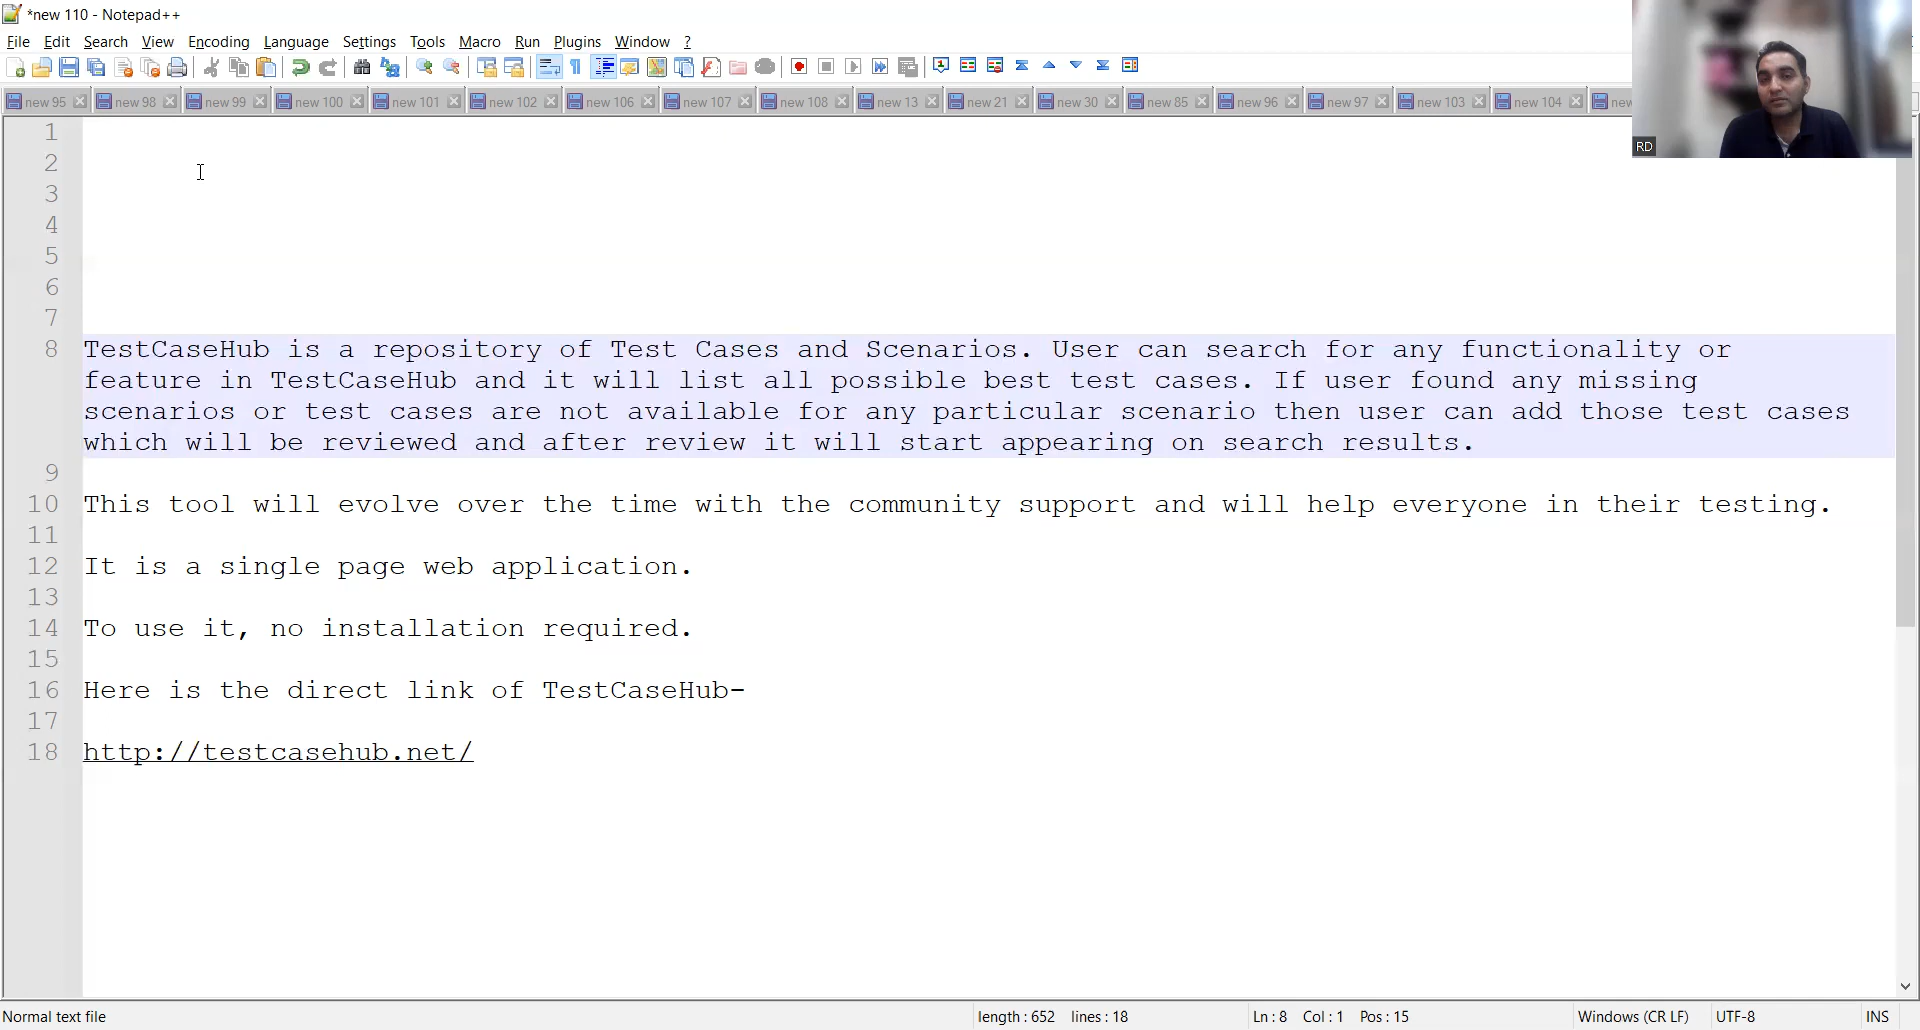 *new 110 - Notepad++
File Edit Search View Encoding Language Settings Tools Macro Run Plugins Window ?
new 95 new 98 new 99 new 100 new 101 new 102 new 106 new 107 new 108 new 13 new 21 new 30 new 85 new 96 new 97 new 103 new 104 new
RD
1
2
3
4
5
6
7
8 TestCaseHub is a repository of Test Cases and Scenarios. User can search for any functionality or
feature in TestCaseHub and it will list all possible best test cases. If user found any missing
scenarios or test cases are not available for any particular scenario then user can add those test cases
which will be reviewed and after review it will start appearing on search results.
9
10 This tool will evolve over the time with the community support and will help everyone in their testing.
11
12 It is a single page web application.
13
14 To use it, no installation required.
15
16 Here is the direct link of TestCaseHub-
17
18 http://testcasehub.net/
Normal text file length : 652 lines : 18 Ln : 8 Col : 1 Pos : 15 Windows (CR LF) UTF-8 INS